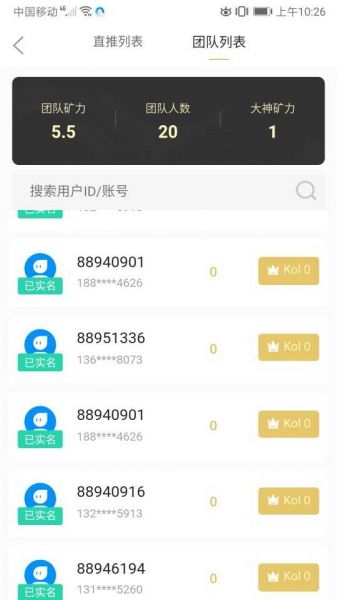 中国移动 上午10:26
直推列表 团队列表
团队矿力 团队人数 大神矿力
5.5 20 1
搜索用户ID/账号
已实名
88940901
188****4626
已实名
0
Kol 0
88951336
136****8073
已实名
0
Kol 0
88940901
188****4626
已实名
0
Kol 0
88940916
132****5913
已实名
0
Kol 0
88946194
131****5260
已实名
0
Kol 0